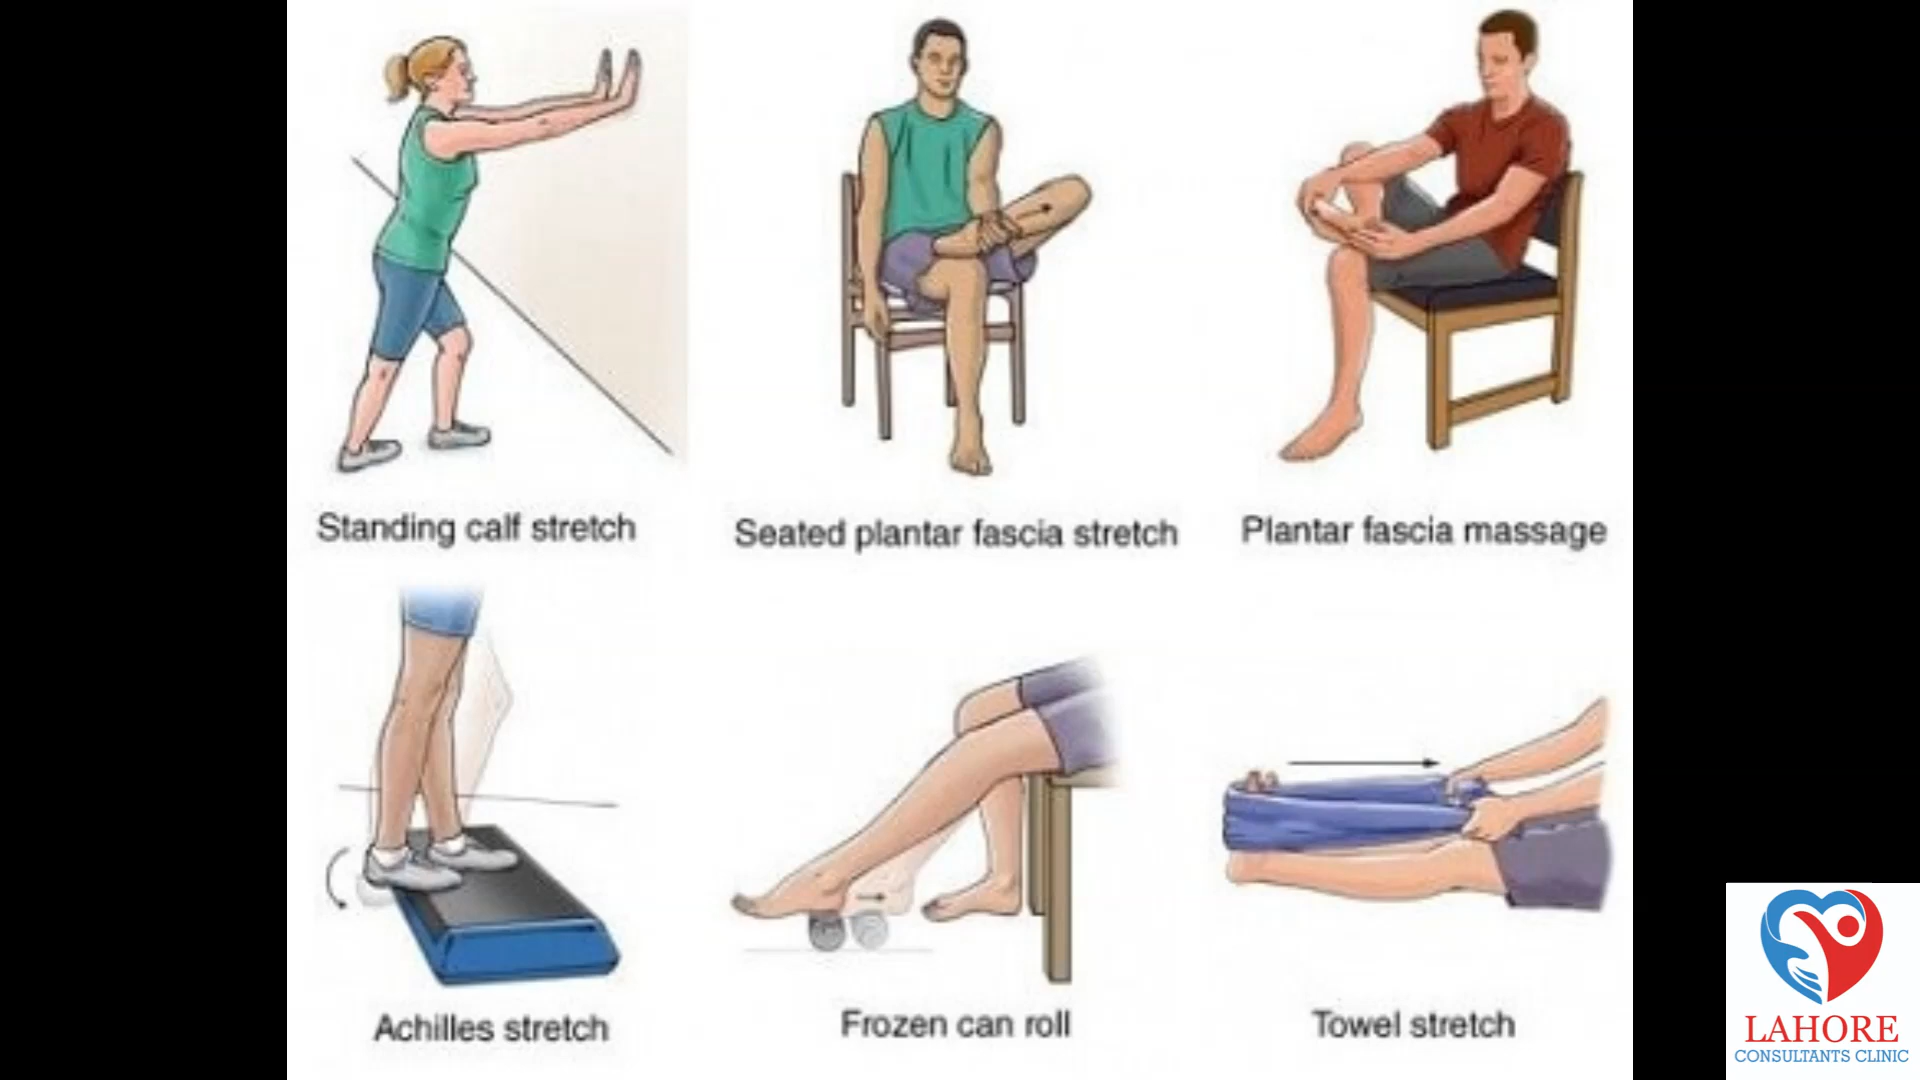 Standing calf stretch
Seated plantar fascia stretch
Plantar fascia massage
Achilles stretch
Frozen can roll
Towel stretch
LAHORE
CONSULTANTS CLINIC